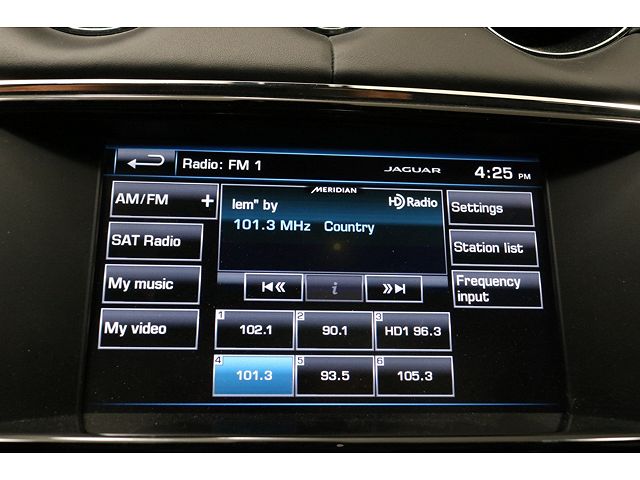 Radio: FM 1
JAGUAR
4:25 PM
AM/FM +
SAT Radio
My music
My video
MERIDIAN
lem" by
HD Radio
101.3 MHz Country
i
Settings
Station list
Frequency
input
1 102.1
2 90.1
3 HD1 96.3
4 101.3
5 93.5
6 105.3